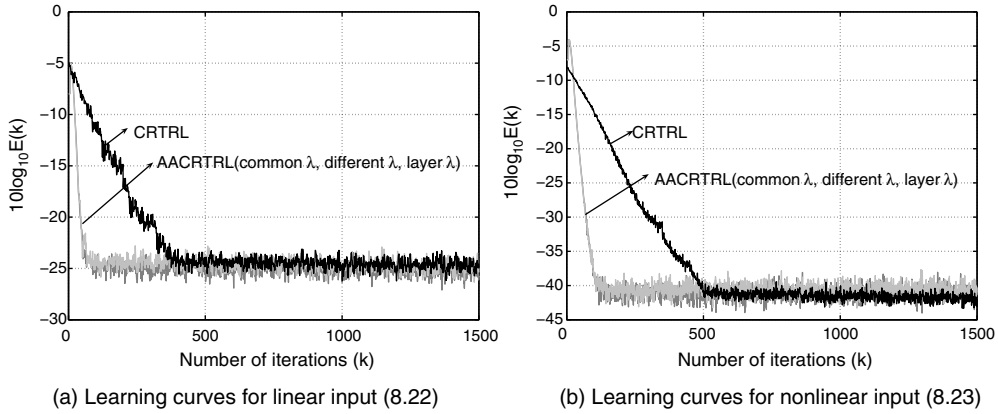 0
−5
−10
−15
−20
−25
−30
0
500
1000
1500
10log10E(k)
Number of iterations (k)
CRTRL
AACRTRL(common λ, different λ, layer λ)
(a) Learning curves for linear input (8.22)
0
−5
−10
−15
−20
−25
−30
−35
−40
−45
0
500
1000
1500
10log10E(k)
Number of iterations (k)
CRTRL
AACRTRL(common λ, different λ, layer λ)
(b) Learning curves for nonlinear input (8.23)